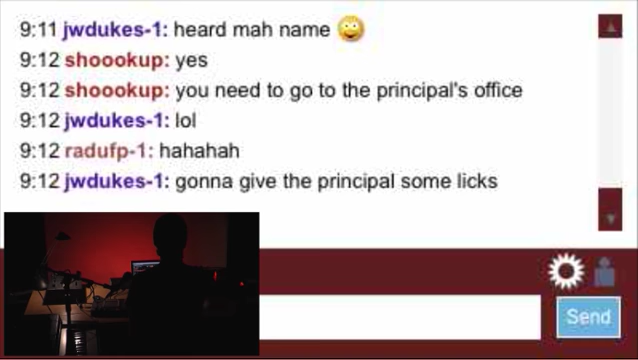 9:11 jwdukes-1: heard mah name
9:12 shoookup: yes
9:12 shoookup: you need to go to the principal's office
9:12 jwdukes-1: lol
9:12 radufp-1: hahahah
9:12 jwdukes-1: gonna give the principal some licks
Send